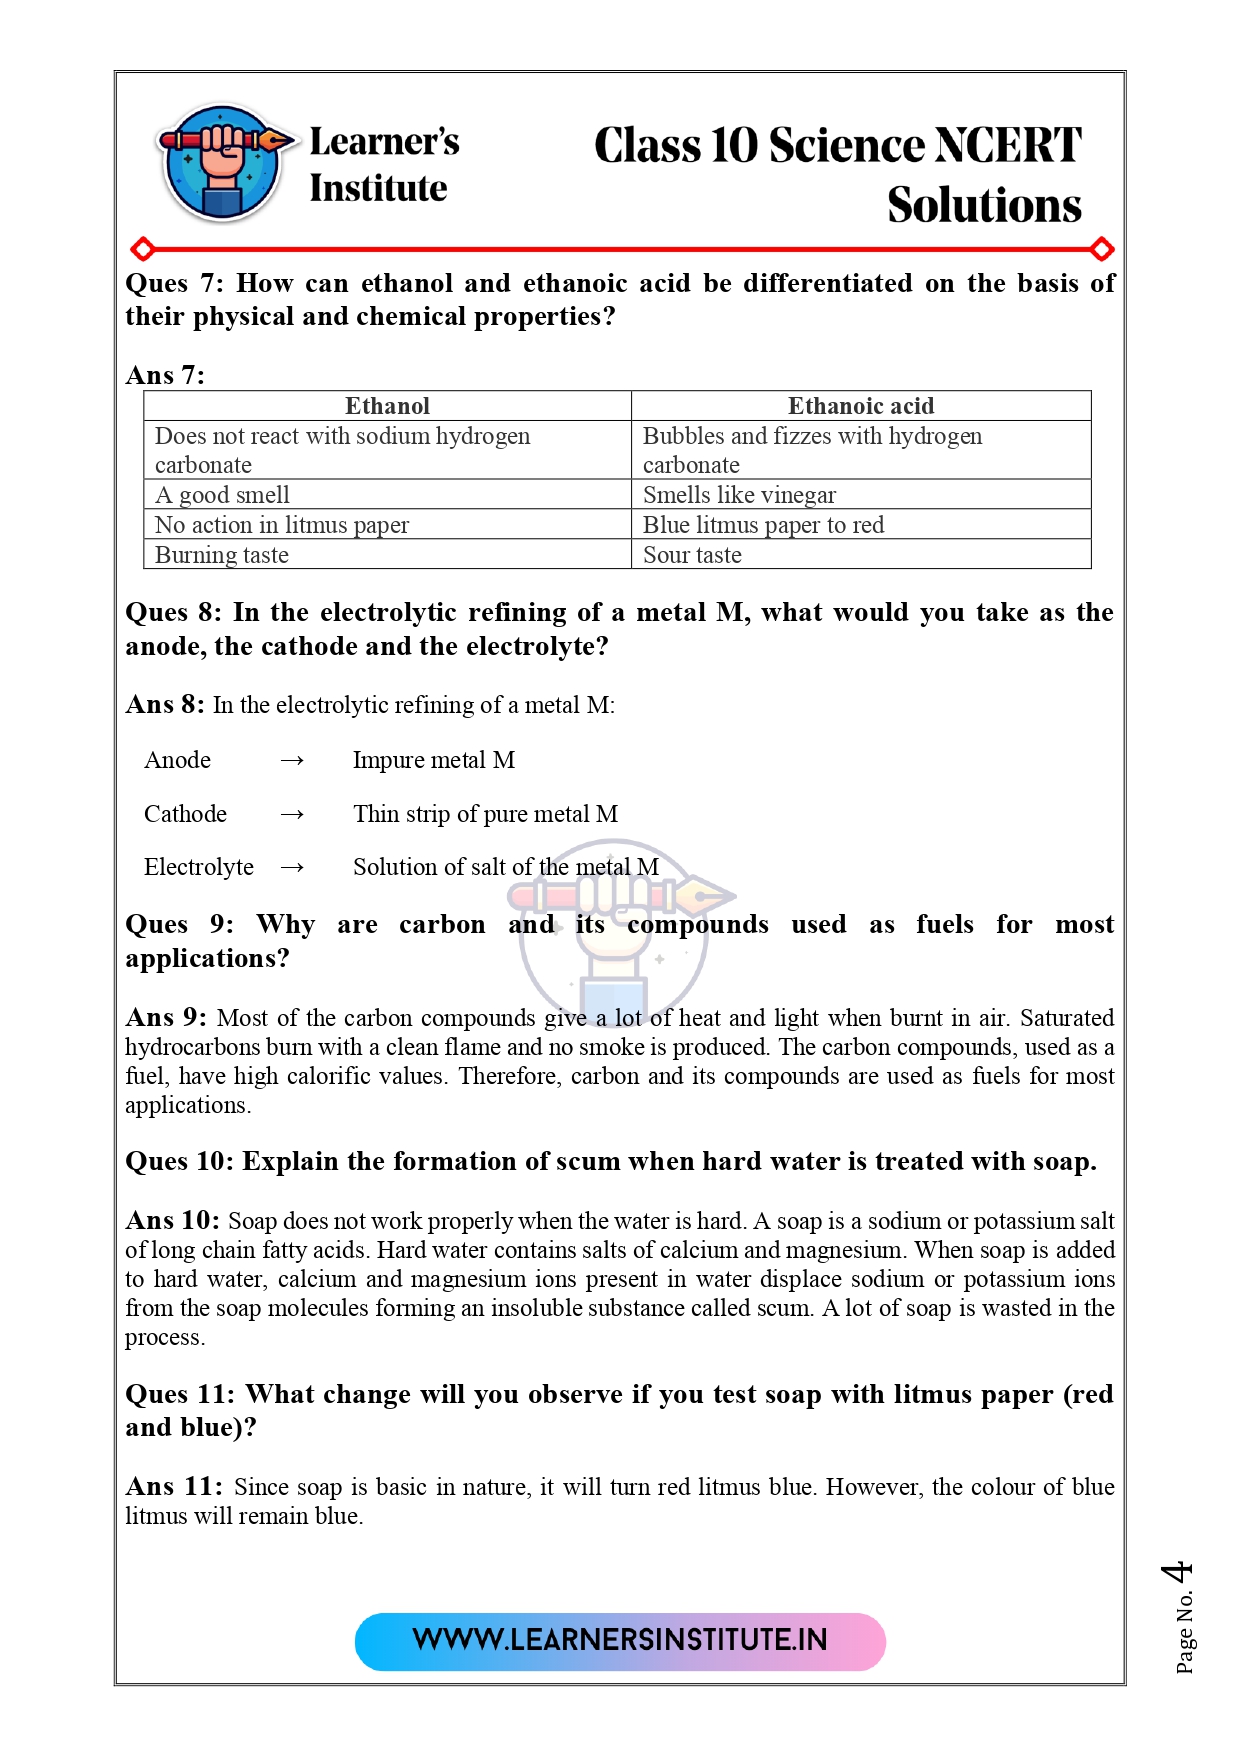 Learner's
Institute
Class 10 Science NCERT
Solutions
Ques 7: How can ethanol and ethanoic acid be differentiated on the basis of
their physical and chemical properties?
Ans 7:
Ethanol Ethanoic acid
Does not react with sodium hydrogen
carbonate
Bubbles and fizzes with hydrogen
carbonate
A good smell Smells like vinegar
No action in litmus paper Blue litmus paper to red
Burning taste Sour taste
Ques 8: In the electrolytic refining of a metal M, what would you take as the
anode, the cathode and the electrolyte?
Ans 8: In the electrolytic refining of a metal M:
Anode → Impure metal M
Cathode → Thin strip of pure metal M
Electrolyte → Solution of salt of the metal M
Ques 9: Why are carbon and its compounds used as fuels for most
applications?
Ans 9: Most of the carbon compounds give a lot of heat and light when burnt in air. Saturated
hydrocarbons burn with a clean flame and no smoke is produced. The carbon compounds, used as a
fuel, have high calorific values. Therefore, carbon and its compounds are used as fuels for most
applications.
Ques 10: Explain the formation of scum when hard water is treated with soap.
Ans 10: Soap does not work properly when the water is hard. A soap is a sodium or potassium salt
of long chain fatty acids. Hard water contains salts of calcium and magnesium. When soap is added
to hard water, calcium and magnesium ions present in water displace sodium or potassium ions
from the soap molecules forming an insoluble substance called scum. A lot of soap is wasted in the
process.
Ques 11: What change will you observe if you test soap with litmus paper (red
and blue)?
Ans 11: Since soap is basic in nature, it will turn red litmus blue. However, the colour of blue
litmus will remain blue.
WWW.LEARNERSINSTITUTE.IN
Page No. 4